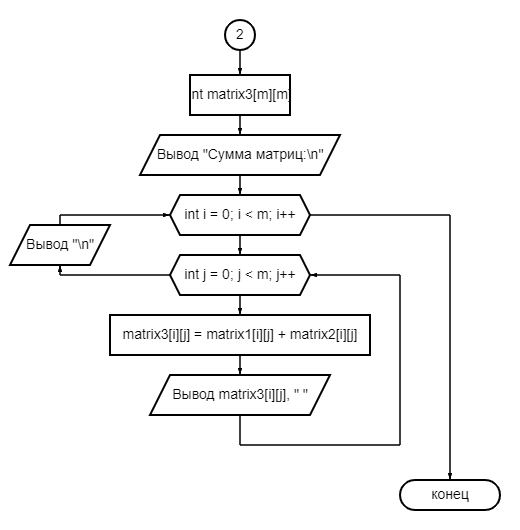 2
nt matrix3[m][m]
Вывод "Сумма матриц:\n"
int i = 0; i < m; i++
Вывод "\n"
int j = 0; j < m; j++
matrix3[i][j] = matrix1[i][j] + matrix2[i][j]
Вывод matrix3[i][j], " "
конец